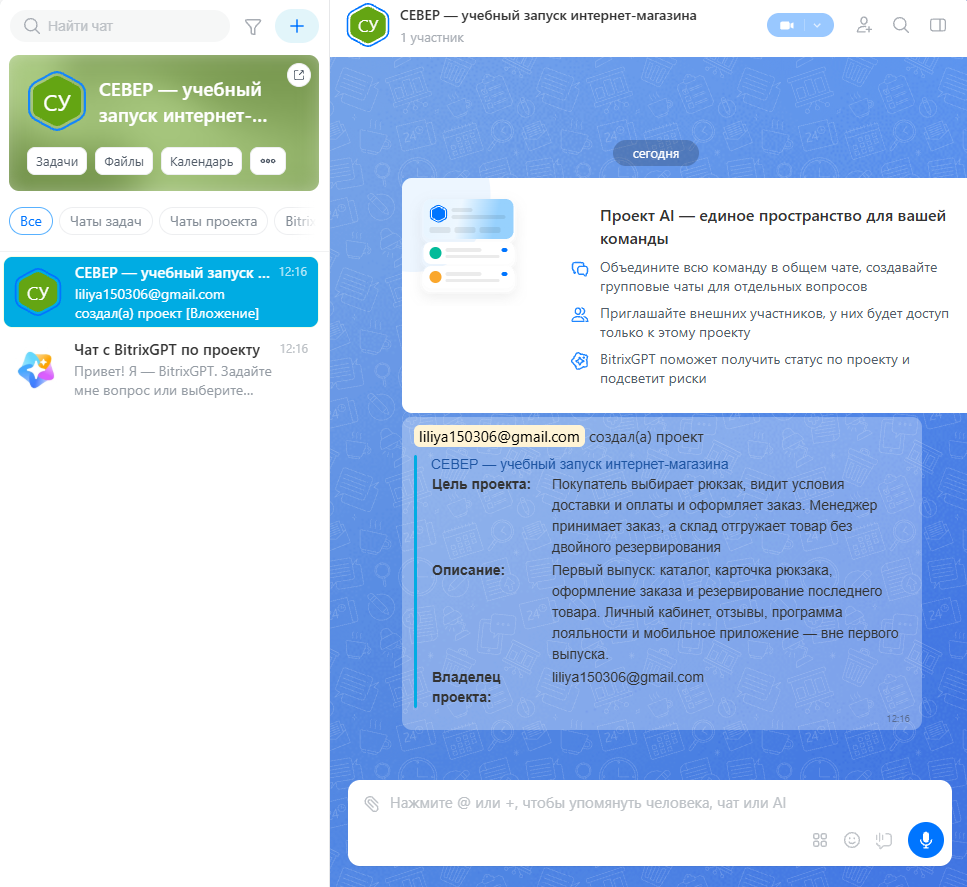 Найти чат
СУ
СЕВЕР — учебный
запуск интернет-...
Задачи
Файлы
Календарь
Все
Чаты задач
Чаты проекта
Bitri
СУ
СЕВЕР — учебный запуск ...
12:16
liliya150306@gmail.com
создал(а) проект [Вложение]
Чат с BitrixGPT по проекту
12:16
Привет! Я — BitrixGPT. Задайте
мне вопрос или выберите...
СУ
СЕВЕР — учебный запуск интернет-магазина
1 участник
сегодня
Проект AI — единое пространство для вашей
команды
Объедините всю команду в общем чате, создавайте
групповые чаты для отдельных вопросов
Приглашайте внешних участников, у них будет доступ
только к этому проекту
BitrixGPT поможет получить статус по проекту и
подсветит риски
liliya150306@gmail.com создал(а) проект
СЕВЕР — учебный запуск интернет-магазина
Цель проекта: Покупатель выбирает рюкзак, видит условия
доставки и оплаты и оформляет заказ. Менеджер
принимает заказ, а склад отгружает товар без
двойного резервирования
Описание: Первый выпуск: каталог, карточка рюкзака,
оформление заказа и резервирование последнего
товара. Личный кабинет, отзывы, программа
лояльности и мобильное приложение — вне первого
выпуска.
Владелец проекта: liliya150306@gmail.com
12:16
Нажмите @ или +, чтобы упомянуть человека, чат или AI